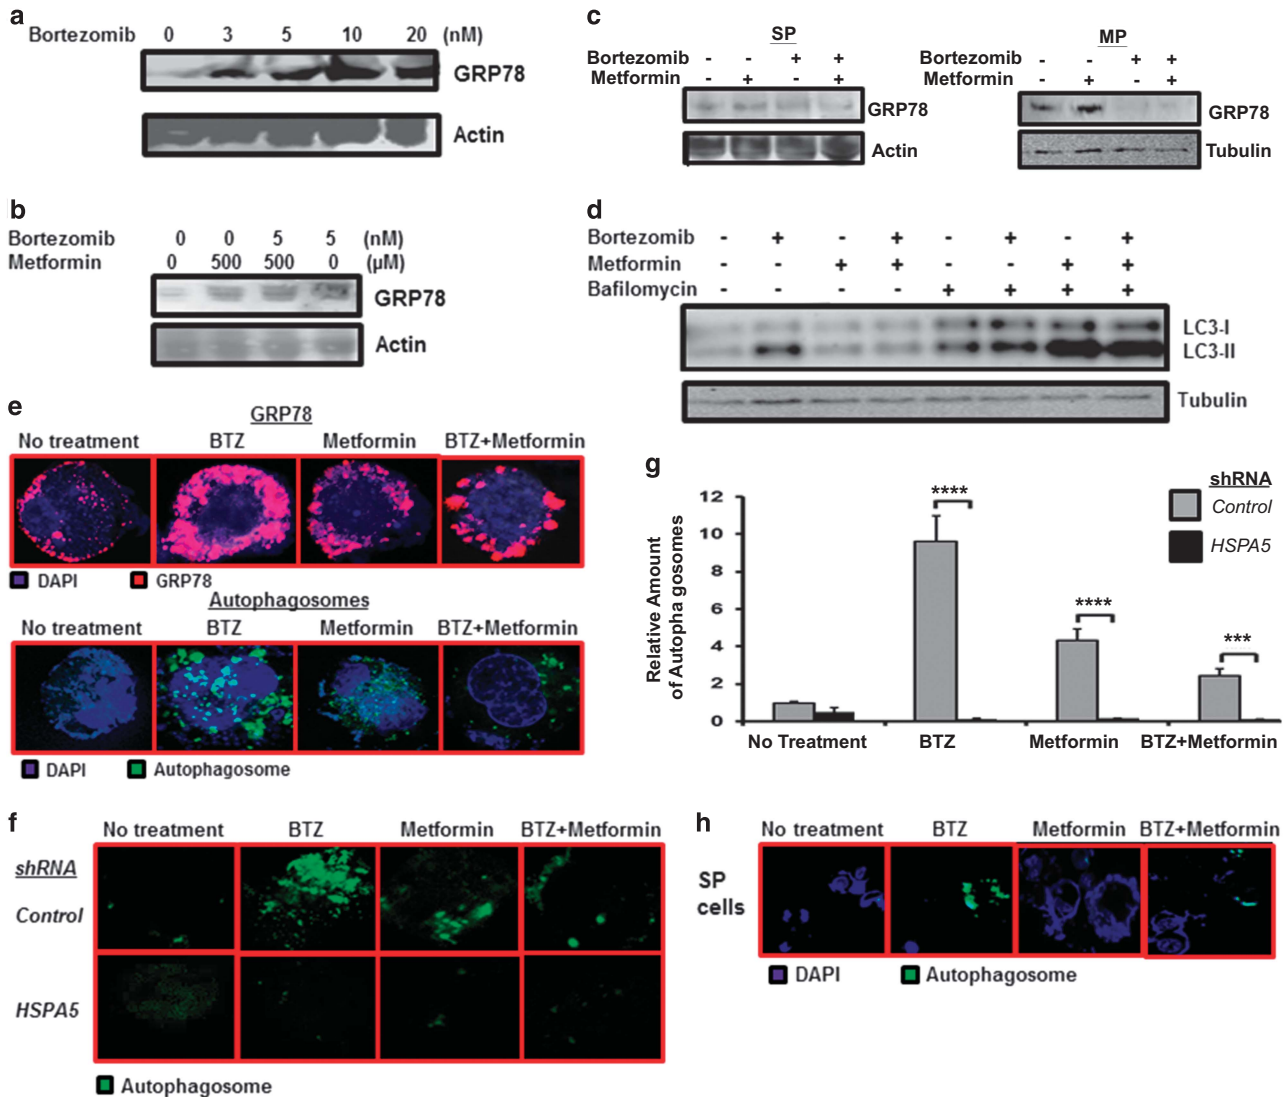 a
Bortezomib 0 3 5 10 20 (nM)
GRP78
Actin
b
Bortezomib 0 0 5 5 (nM)
Metformin 0 500 500 0 (µM)
GRP78
Actin
c
SP
Bortezomib - - + +
Metformin - + - +
GRP78
Actin
MP
Bortezomib - - + +
Metformin - + - +
GRP78
Tubulin
d
Bortezomib - + - + - + - +
Metformin - - + + - - + +
Bafilomycin - - - - + + + +
LC3-I
LC3-II
Tubulin
e
GRP78
No treatment BTZ Metformin BTZ+Metformin
DAPI GRP78
Autophagosomes
No treatment BTZ Metformin BTZ+Metformin
DAPI Autophagosome
f
No treatment BTZ Metformin BTZ+Metformin
shRNA
Control
HSPA5
Autophagosome
g
Relative Amount
of Autopha gosomes
12
10
8
6
4
2
0
**** **** ***
shRNA
Control
HSPA5
No Treatment BTZ Metformin BTZ+Metformin
h
No treatment BTZ Metformin BTZ+Metformin
SP
cells
DAPI Autophagosome